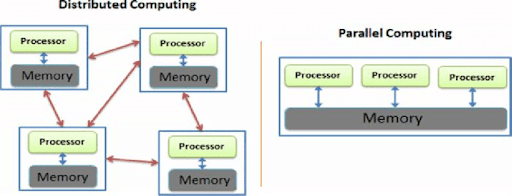 Distributed Computing
Processor
Memory
Processor
Memory
Processor
Memory
Processor
Memory
Parallel Computing
Processor
Processor
Processor
Memory